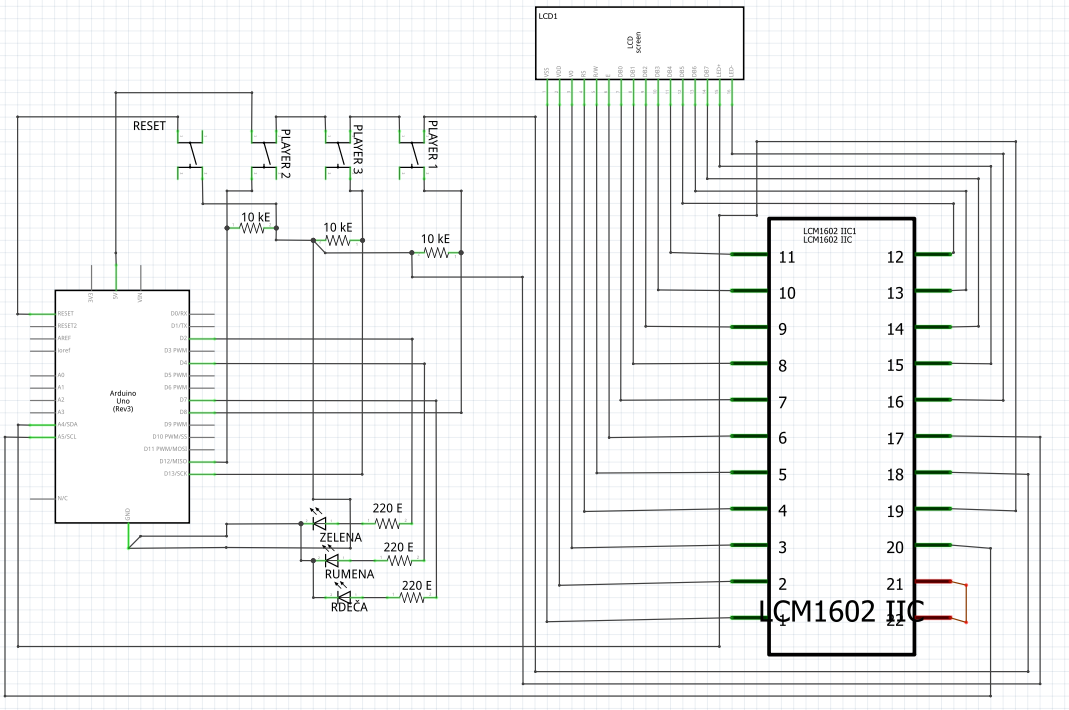 LCD1
LCD
screen
VSS
VDD
V0
RS
R/W
E
DB0
DB1
DB2
DB3
DB4
DB5
DB6
DB7
LED+
LED-
RESET
PLAYER 2
PLAYER 3
PLAYER 1
10 kE
10 kE
10 kE
3V3
5V
VIN
RESET
RESET2
AREF
ioref
A0
A1
A2
A3
A4/SDA
A5/SCL
N/C
GND
Arduino
Uno
(Rev3)
D0/RX
D1/TX
D2
D3 PWM
D4
D5 PWM
D6 PWM
D7
D8
D9 PWM
D10 PWM/SS
D11 PWM/MOSI
D12/MISO
D13/SCK
220 E
ZELENA
220 E
RUMENA
220 E
RDEČA
LCM1602 IIC1
LCM1602 IIC
11
12
10
13
9
14
8
15
7
16
6
17
5
18
4
19
3
20
2
21
1
22
LCM1602 IIC